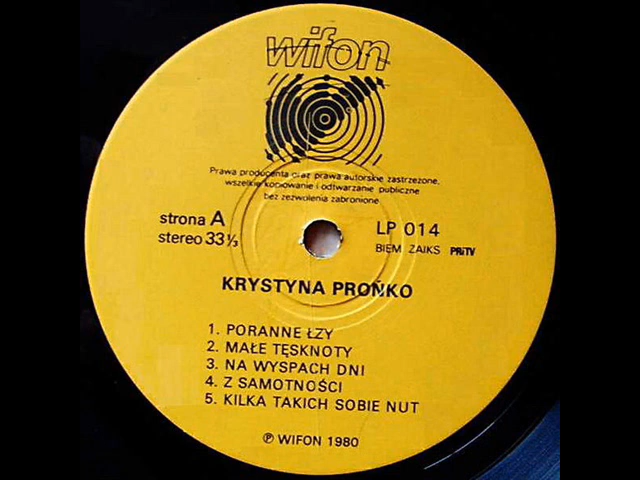 wifon
Prawa producenta oraz prawa autorskie zastrzeżone,
wszelkie kopiowanie i odtwarzanie publiczne
bez zezwolenia zabronione
strona A
stereo 33 ⅓
LP 014
BIEM ZAIKS PRiTV
KRYSTYNA PROŃKO
1. PORANNE ŁZY
2. MAŁE TĘSKNOTY
3. NA WYSPACH DNI
4. Z SAMOTNOŚCI
5. KILKA TAKICH SOBIE NUT
Ⓟ WIFON 1980